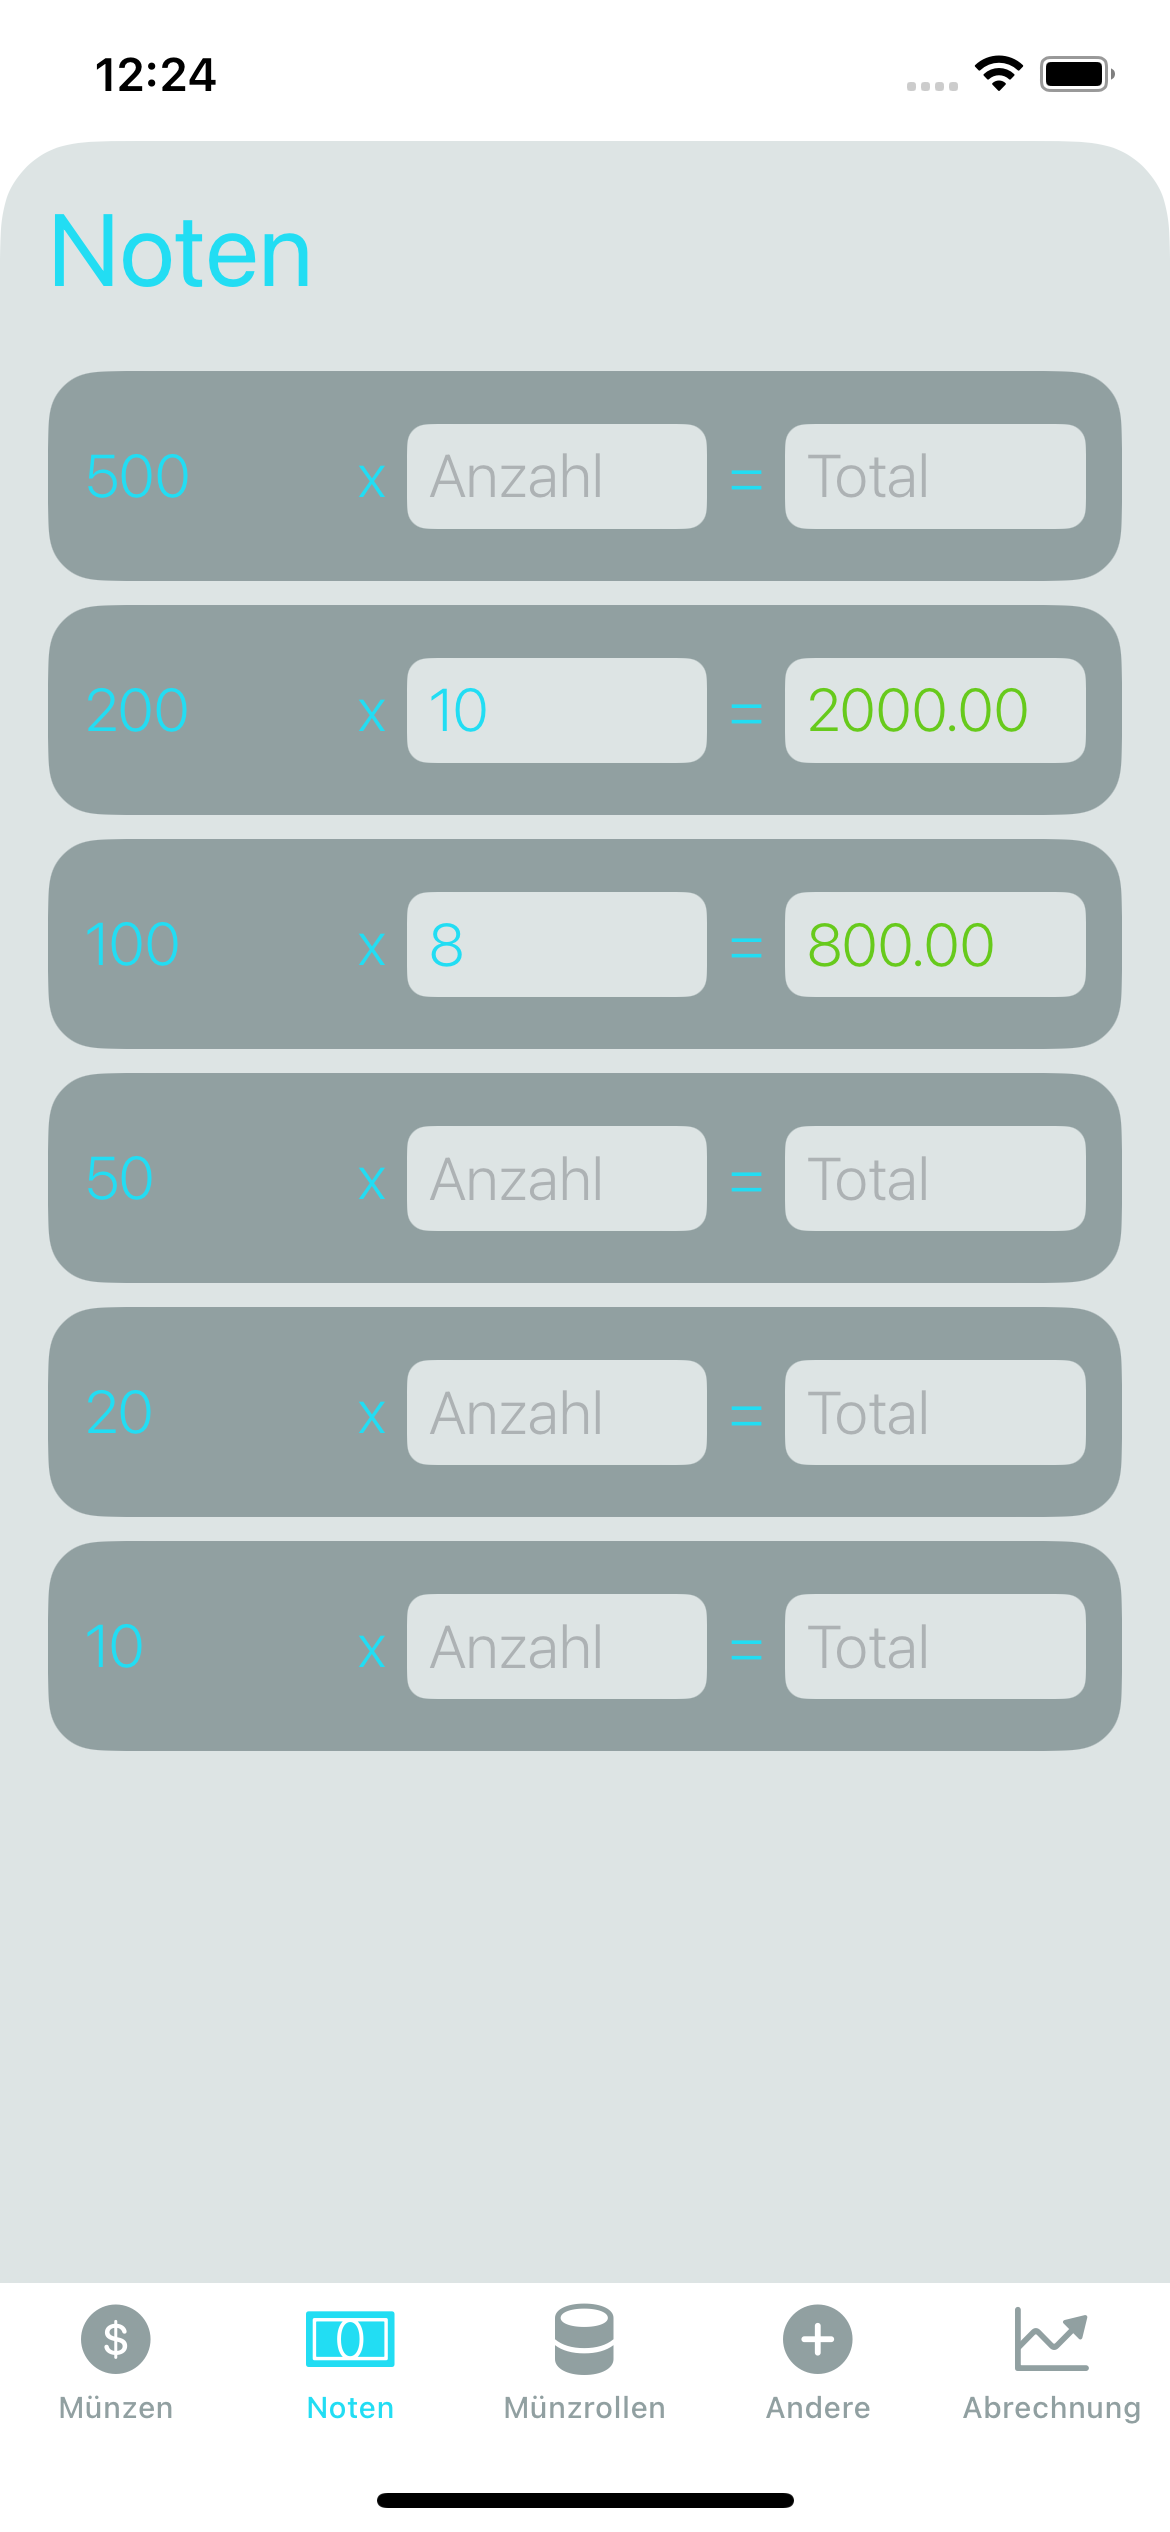 12:24
Noten
500 x Anzahl = Total
200 x 10 = 2000.00
100 x 8 = 800.00
50 x Anzahl = Total
20 x Anzahl = Total
10 x Anzahl = Total
$
Münzen Noten Münzrollen Andere Abrechnung